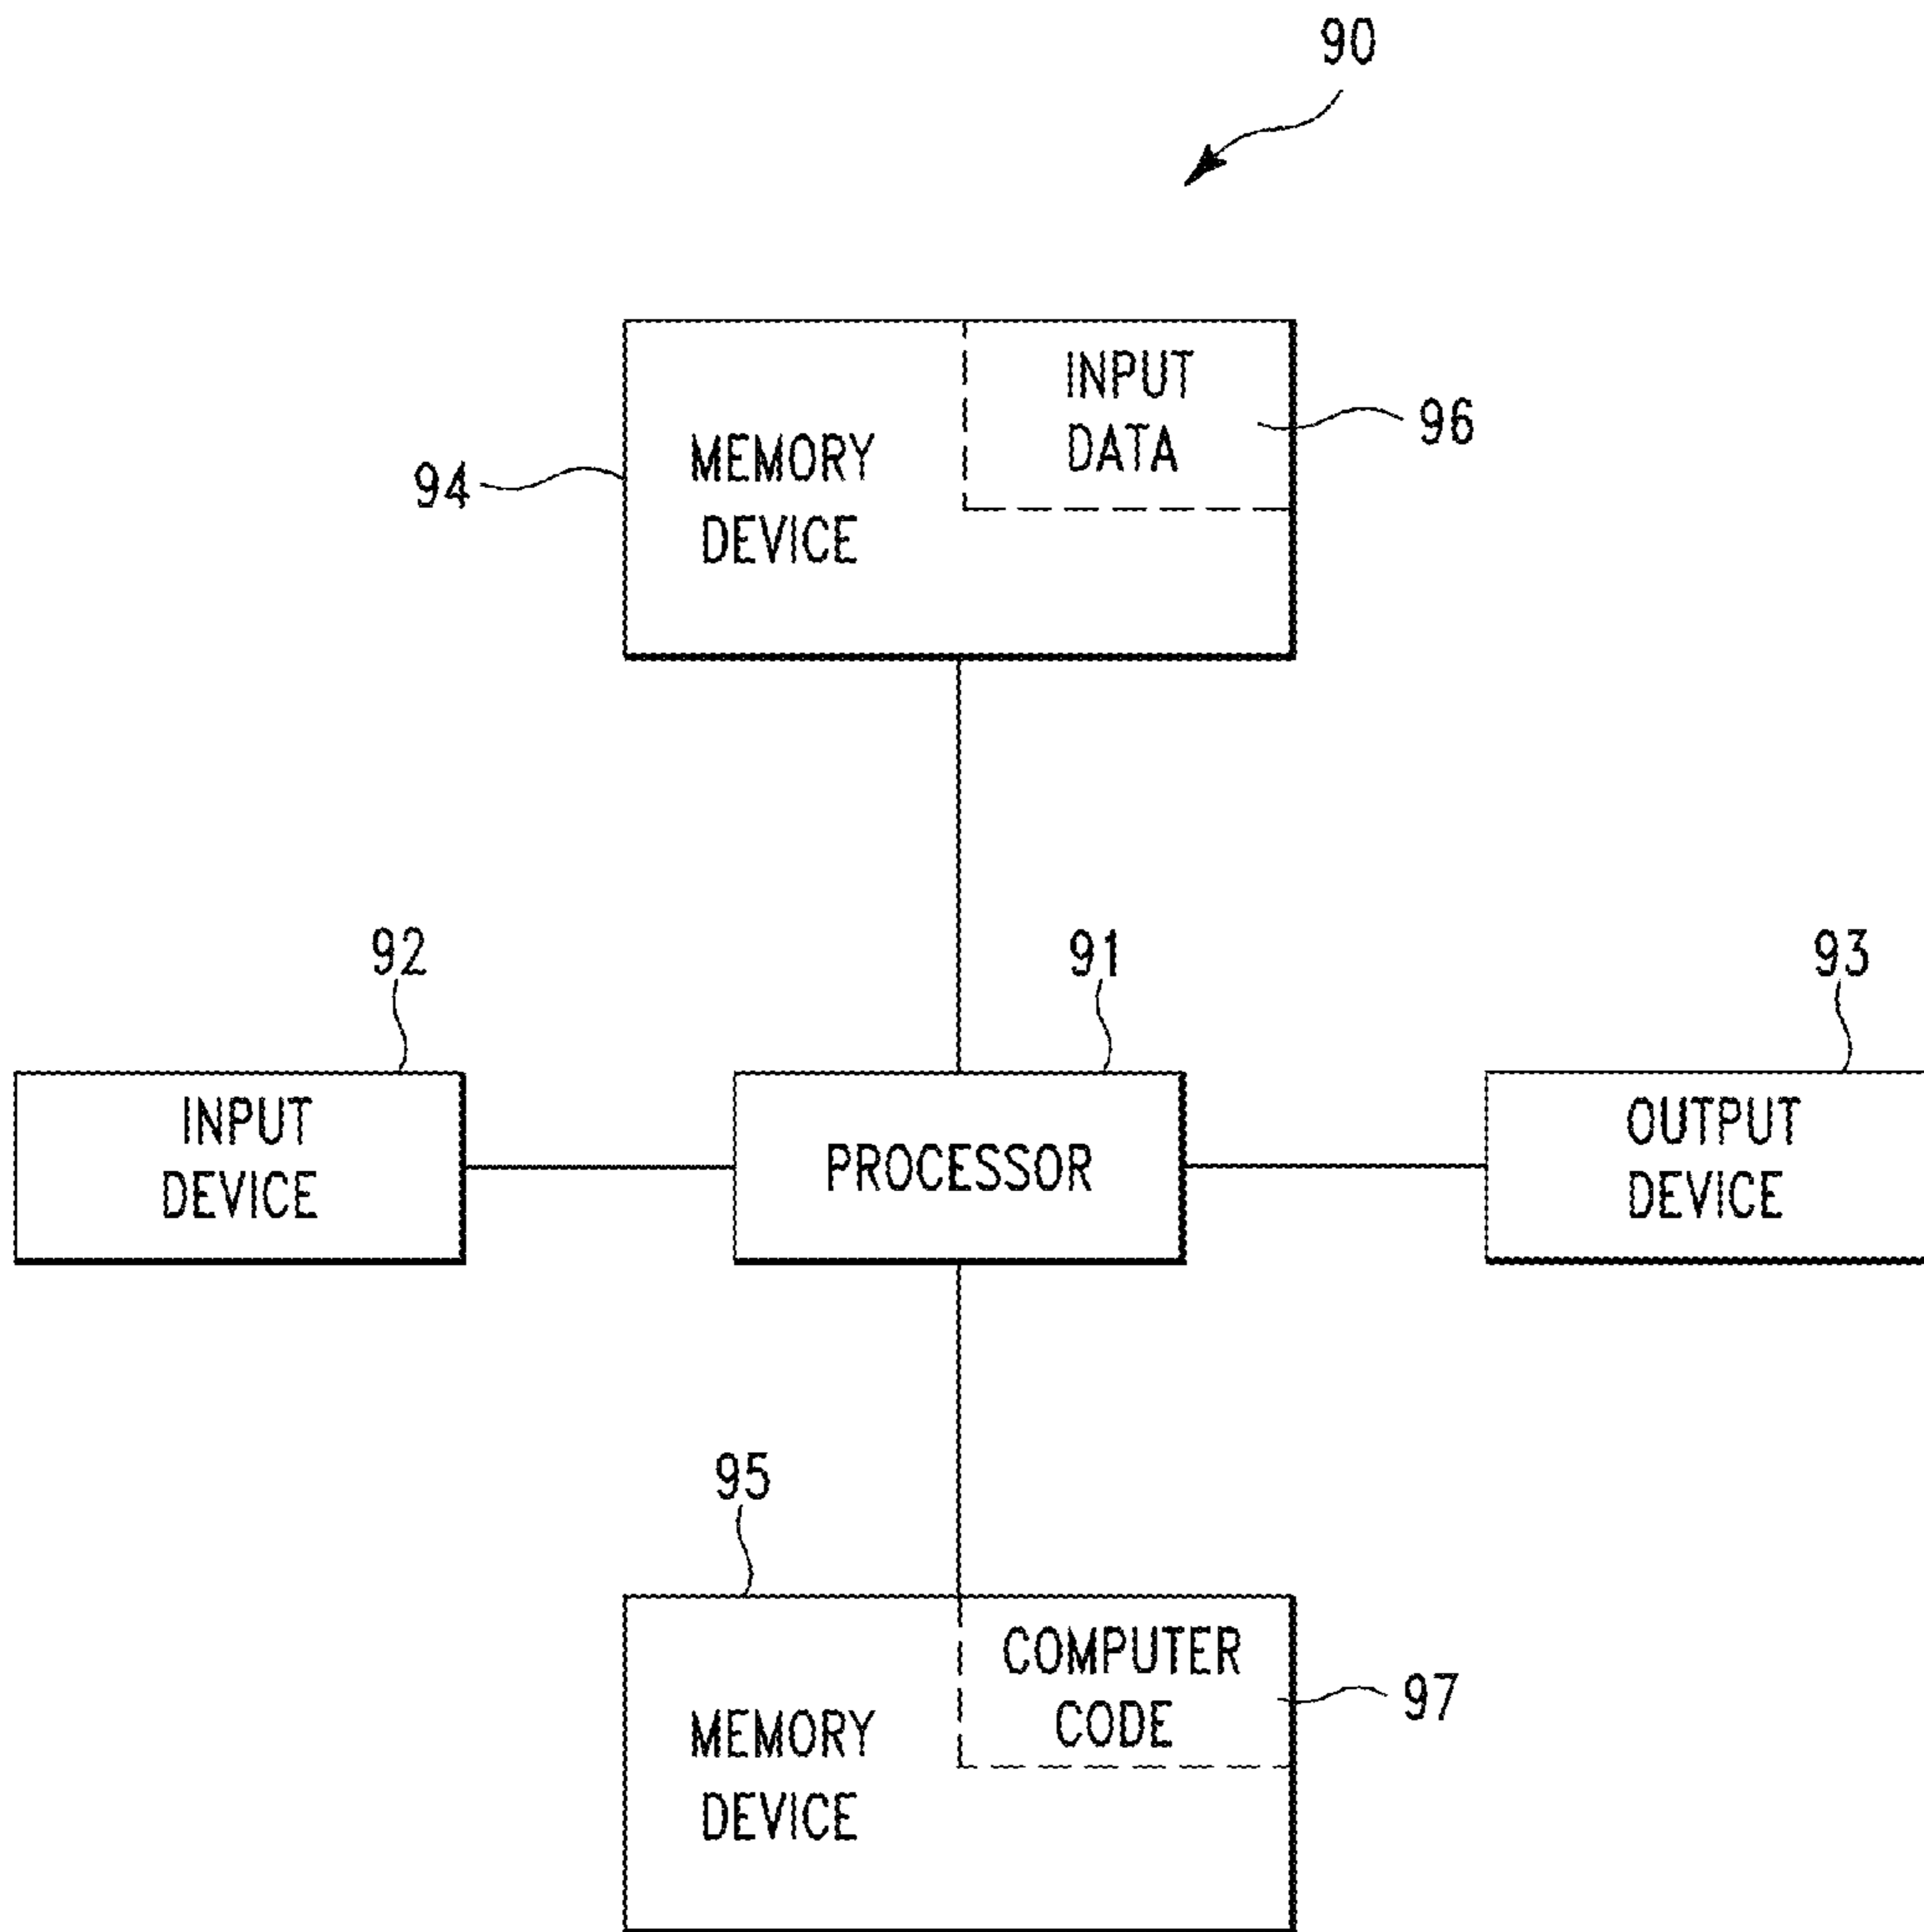 90
INPUT
DATA
96
MEMORY
DEVICE
94
92
91
93
INPUT
DEVICE
PROCESSOR
OUTPUT
DEVICE
95
COMPUTER
CODE
97
MEMORY
DEVICE